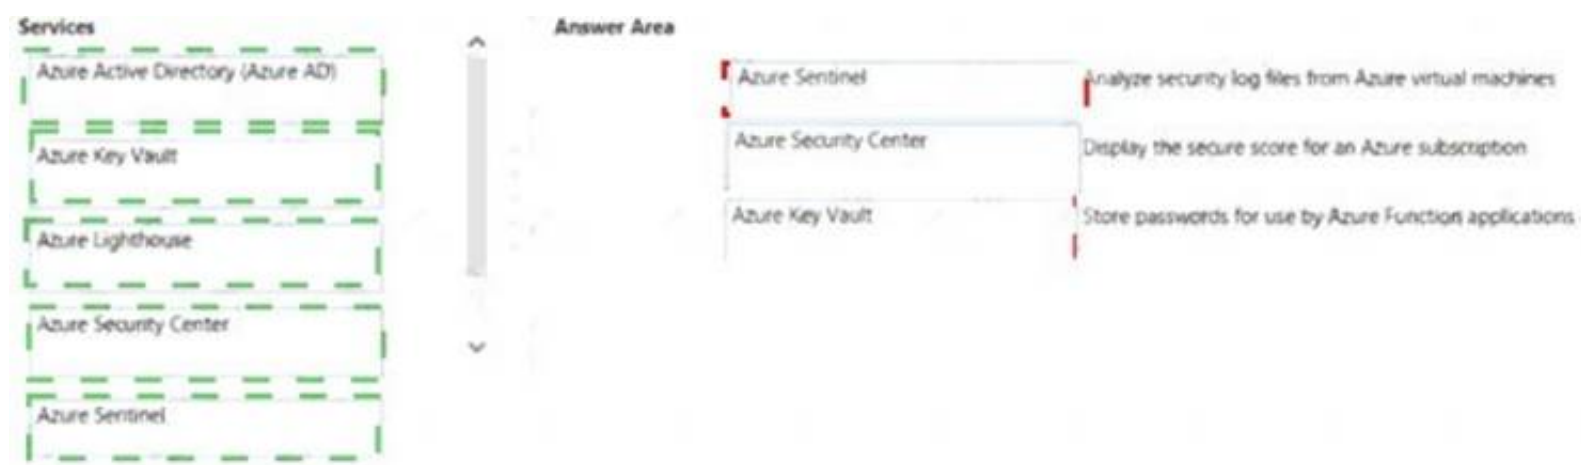 Services
Azure Active Directory (Azure AD)
Azure Key Vault
Azure Lighthouse
Azure Security Center
Azure Sentinel
Answer Area
Azure Sentinel
Analyze security log files from Azure virtual machines
Azure Security Center
Display the secure score for an Azure subscription
Azure Key Vault
Store passwords for use by Azure Function applications